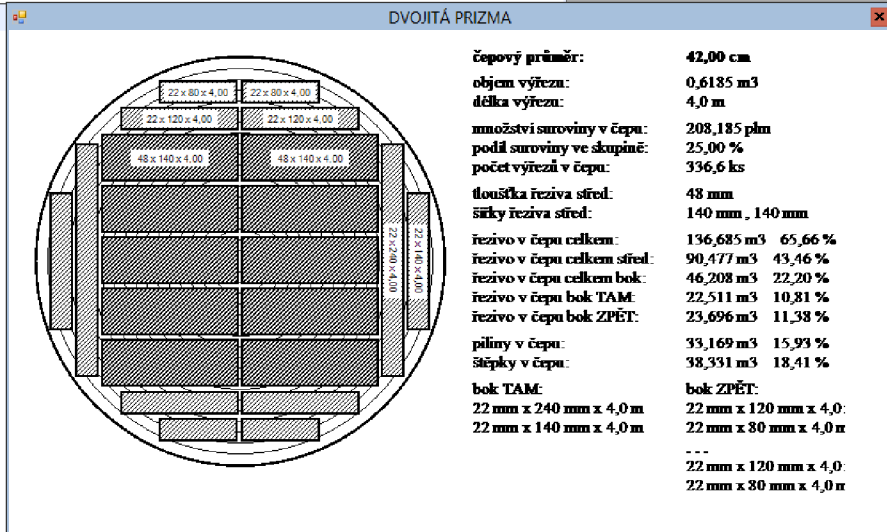 DVOJITÁ PRIZMA
22 x 80 x 4,00 22 x 80 x 4,00
22 x 120 x 4,00 22 x 120 x 4,00
48 x 140 x 4,00 48 x 140 x 4,00
22 x 240 x 4,00
22 x 140 x 4,00
čepový průměr: 42,00 cm
objem výřezu: 0,6185 m3
délka výřezu: 4,0 m
množství suroviny v čepu: 208,185 plm
podíl suroviny ve skupině: 25,00 %
počet výřezů v čepu: 336,6 ks
tloušťka řeziva střed: 48 mm
šířky řeziva střed: 140 mm , 140 mm
řezivo v čepu celkem: 136,685 m3 65,66 %
řezivo v čepu celkem střed: 90,477 m3 43,46 %
řezivo v čepu celkem bok: 46,208 m3 22,20 %
řezivo v čepu bok TAM: 22,511 m3 10,81 %
řezivo v čepu bok ZPĚT: 23,696 m3 11,38 %
piliny v čepu: 33,169 m3 15,93 %
štěpky v čepu: 38,331 m3 18,41 %
bok TAM: bok ZPĚT:
22 mm x 240 mm x 4,0 m 22 mm x 120 mm x 4,0
22 mm x 140 mm x 4,0 m 22 mm x 80 mm x 4,0 m
---
22 mm x 120 mm x 4,0
22 mm x 80 mm x 4,0 m